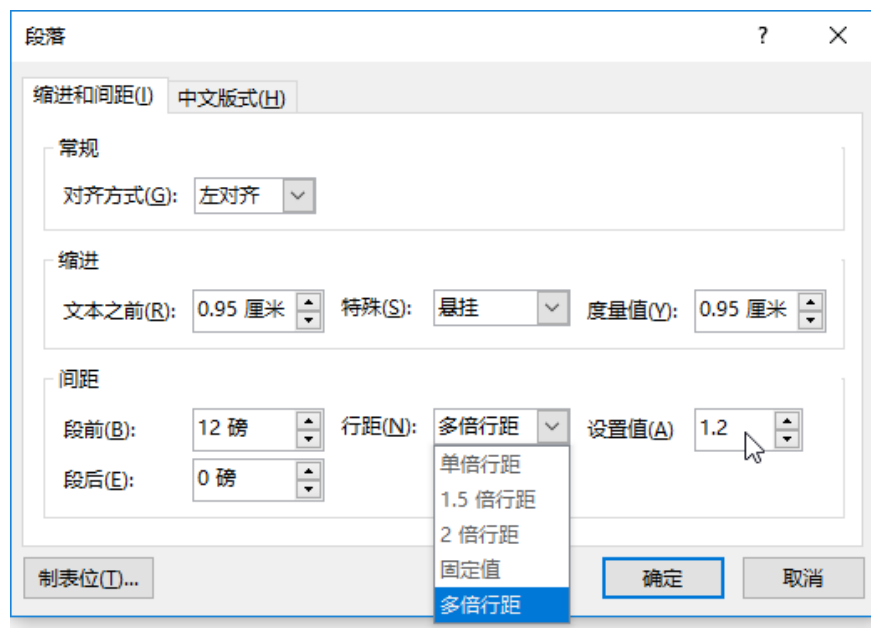 段落 ?
缩进和间距(I) 中文版式(H)
常规
对齐方式(G): 左对齐
缩进
文本之前(R): 0.95 厘米 特殊(S): 悬挂 度量值(Y): 0.95 厘米
间距
段前(B): 12 磅 行距(N): 多倍行距 设置值(A) 1.2
段后(E): 0 磅
单倍行距
1.5 倍行距
2 倍行距
固定值
多倍行距
制表位(T)... 确定 取消